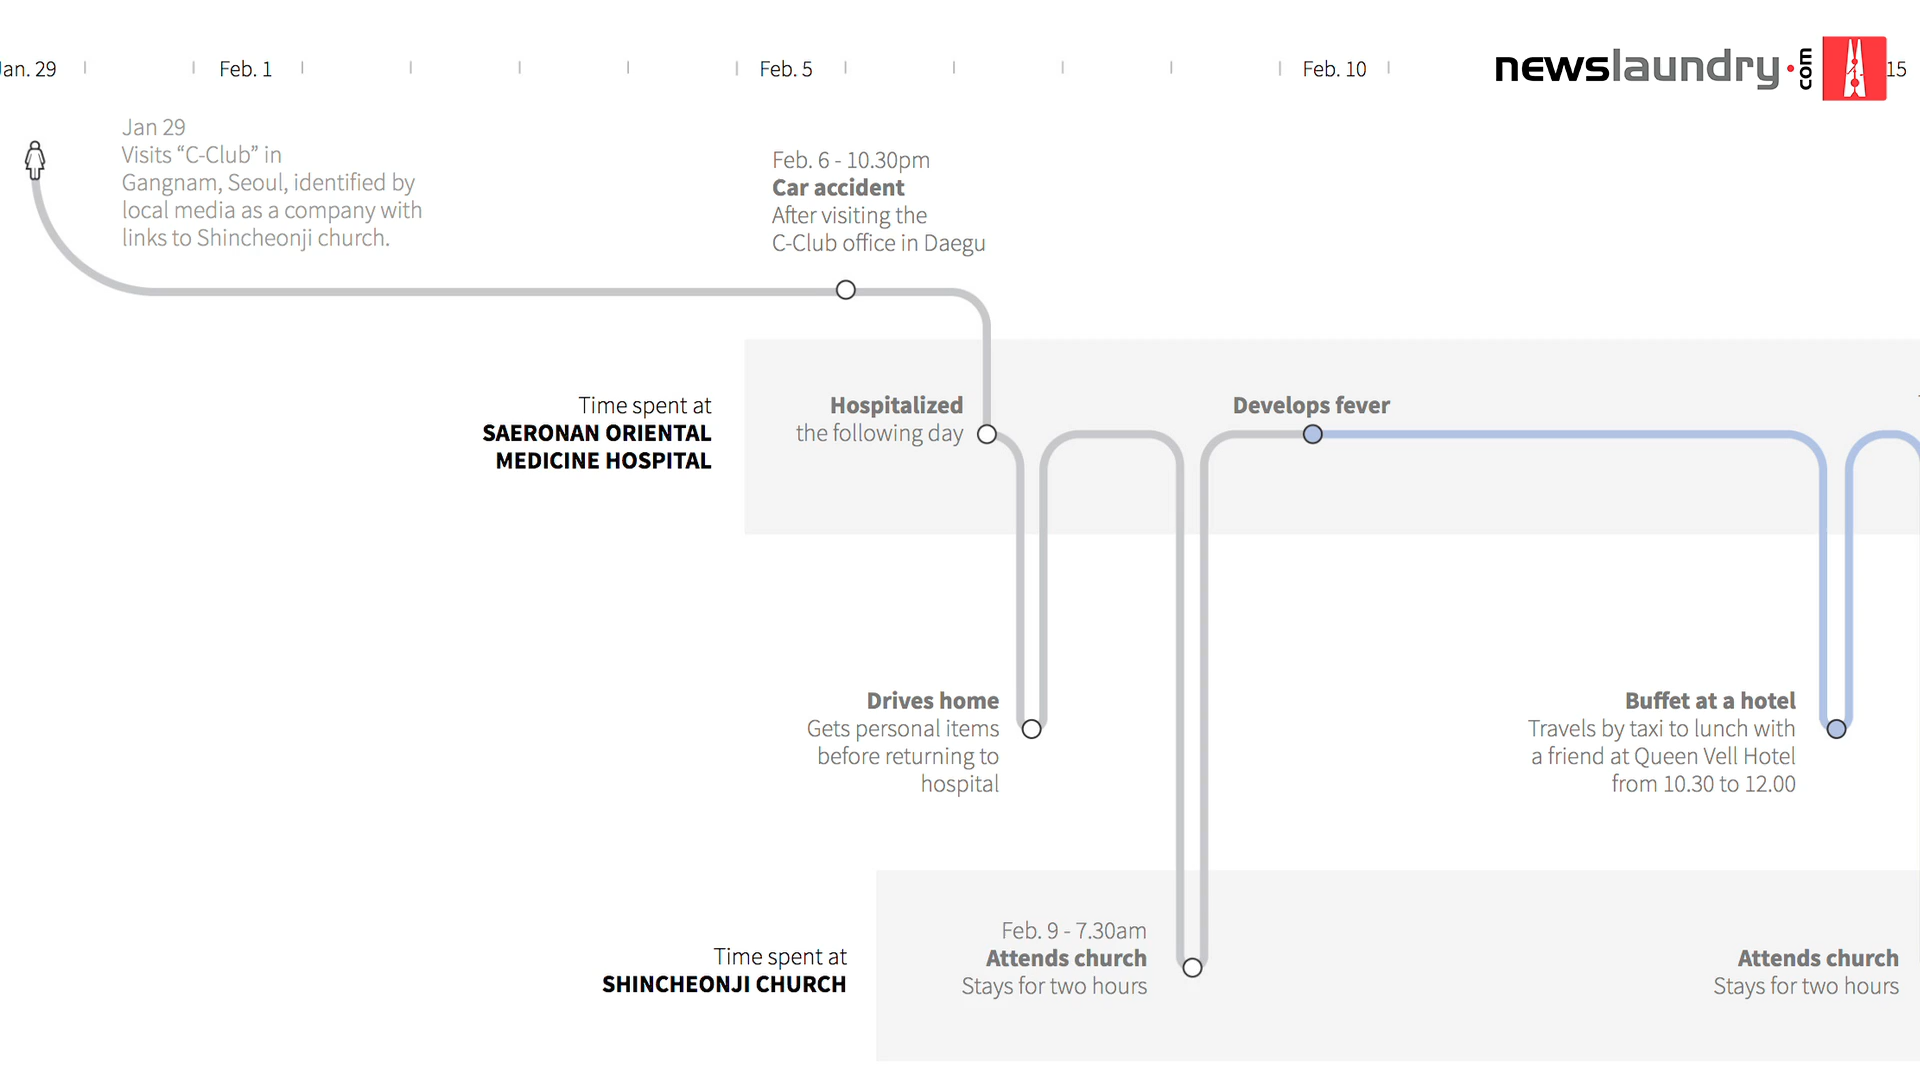 Jan. 29
Feb. 1
Feb. 5
Feb. 10
newslaundry.com
15
Jan 29
Visits “C-Club” in
Gangnam, Seoul, identified by
local media as a company with
links to Shincheonji church.
Feb. 6 - 10.30pm
Car accident
After visiting the
C-Club office in Daegu
Time spent at
SAERONAN ORIENTAL
MEDICINE HOSPITAL
Hospitalized
the following day
Develops fever
Drives home
Gets personal items
before returning to
hospital
Buffet at a hotel
Travels by taxi to lunch with
a friend at Queen Vell Hotel
from 10.30 to 12.00
Time spent at
SHINCHEONJI CHURCH
Feb. 9 - 7.30am
Attends church
Stays for two hours
Attends church
Stays for two hours